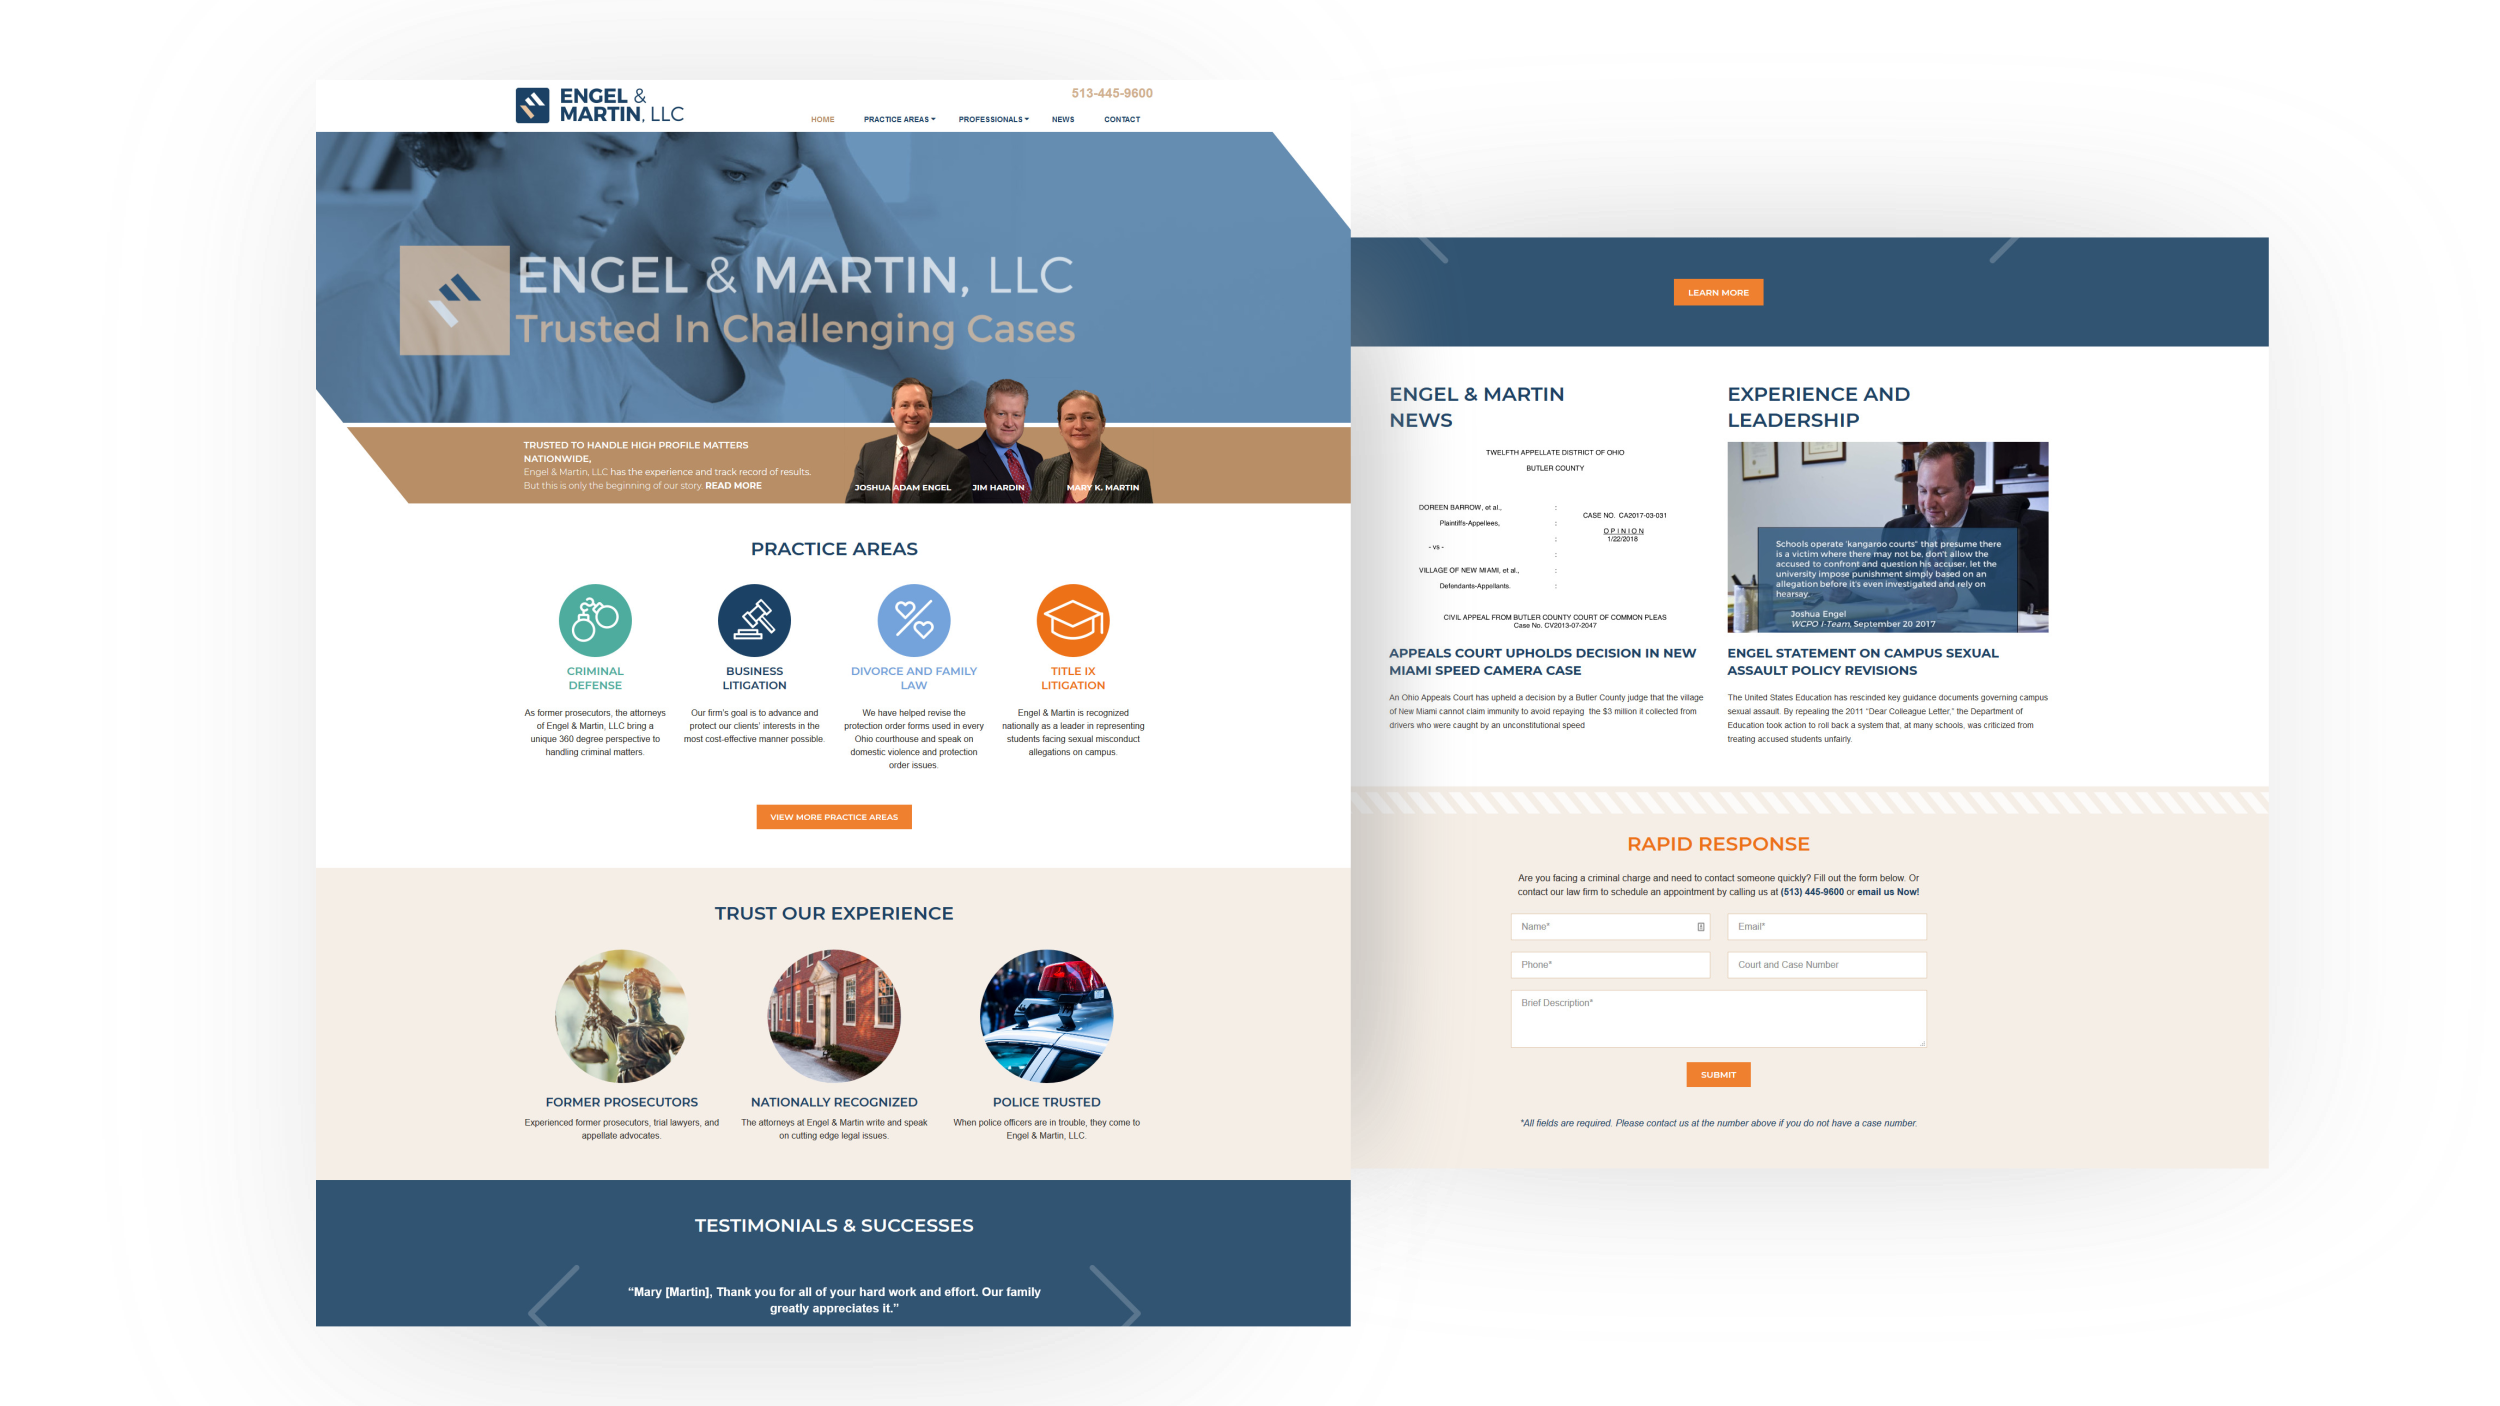 ENGEL &
MARTIN, LLC
513-445-9600
HOME PRACTICE AREAS PROFESSIONALS NEWS CONTACT
ENGEL & MARTIN, LLC
Trusted In Challenging Cases
TRUSTED TO HANDLE HIGH PROFILE MATTERS
NATIONWIDE,
Engel & Martin, LLC has the experience and track record of results.
But this is only the beginning of our story. READ MORE
JOSHUA ADAM ENGEL JIM HARDIN MARY K. MARTIN
PRACTICE AREAS
CRIMINAL
DEFENSE
As former prosecutors, the attorneys
of Engel & Martin, LLC bring a
unique 360 degree perspective to
handling criminal matters.
BUSINESS
LITIGATION
Our firm's goal is to advance and
protect our clients' interests in the
most cost-effective manner possible.
DIVORCE AND FAMILY
LAW
We have helped revise the
protection order forms used in every
Ohio courthouse and speak on
domestic violence and protection
order issues.
TITLE IX
LITIGATION
Engel & Martin is recognized
nationally as a leader in representing
students facing sexual misconduct
allegations on campus.
VIEW MORE PRACTICE AREAS
TRUST OUR EXPERIENCE
FORMER PROSECUTORS
Experienced former prosecutors, trial lawyers, and
appellate advocates.
NATIONALLY RECOGNIZED
The attorneys at Engel & Martin write and speak
on cutting edge legal issues.
POLICE TRUSTED
When police officers are in trouble, they come to
Engel & Martin, LLC.
TESTIMONIALS & SUCCESSES
“Mary [Martin], Thank you for all of your hard work and effort. Our family
greatly appreciates it.”
LEARN MORE
ENGEL & MARTIN
NEWS
TWELFTH APPELLATE DISTRICT OF OHIO
BUTLER COUNTY
DOREEN BARROW, et al.,
Plaintiffs-Appellees,
- vs -
VILLAGE OF NEW MIAMI, et al.,
Defendants-Appellants.
:
:
:
:
:
:
CASE NO. CA2017-03-031
O P I N I O N
1/22/2018
CIVIL APPEAL FROM BUTLER COUNTY COURT OF COMMON PLEAS
Case No. CV2013-07-2047
APPEALS COURT UPHOLDS DECISION IN NEW
MIAMI SPEED CAMERA CASE
An Ohio Appeals Court has upheld a decision by a Butler County judge that the village
of New Miami cannot claim immunity to avoid repaying the $3 million it collected from
drivers who were caught by an unconstitutional speed
EXPERIENCE AND
LEADERSHIP
Schools operate 'kangaroo courts" that presume there
is a victim where there may not be, don't allow the
accused to confront and question his accuser, let the
university impose punishment simply based on an
allegation before it's even investigated and rely on
hearsay.
Joshua Engel
WCPO I-Team, September 20 2017
ENGEL STATEMENT ON CAMPUS SEXUAL
ASSAULT POLICY REVISIONS
The United States Education has rescinded key guidance documents governing campus
sexual assault. By repealing the 2011 “Dear Colleague Letter,” the Department of
Education took action to roll back a system that, at many schools, was criticized from
treating accused students unfairly.
RAPID RESPONSE
Are you facing a criminal charge and need to contact someone quickly? Fill out the form below. Or
contact our law firm to schedule an appointment by calling us at (513) 445-9600 or email us Now!
Name* Email*
Phone* Court and Case Number
Brief Description*
SUBMIT
*All fields are required. Please contact us at the number above if you do not have a case number.